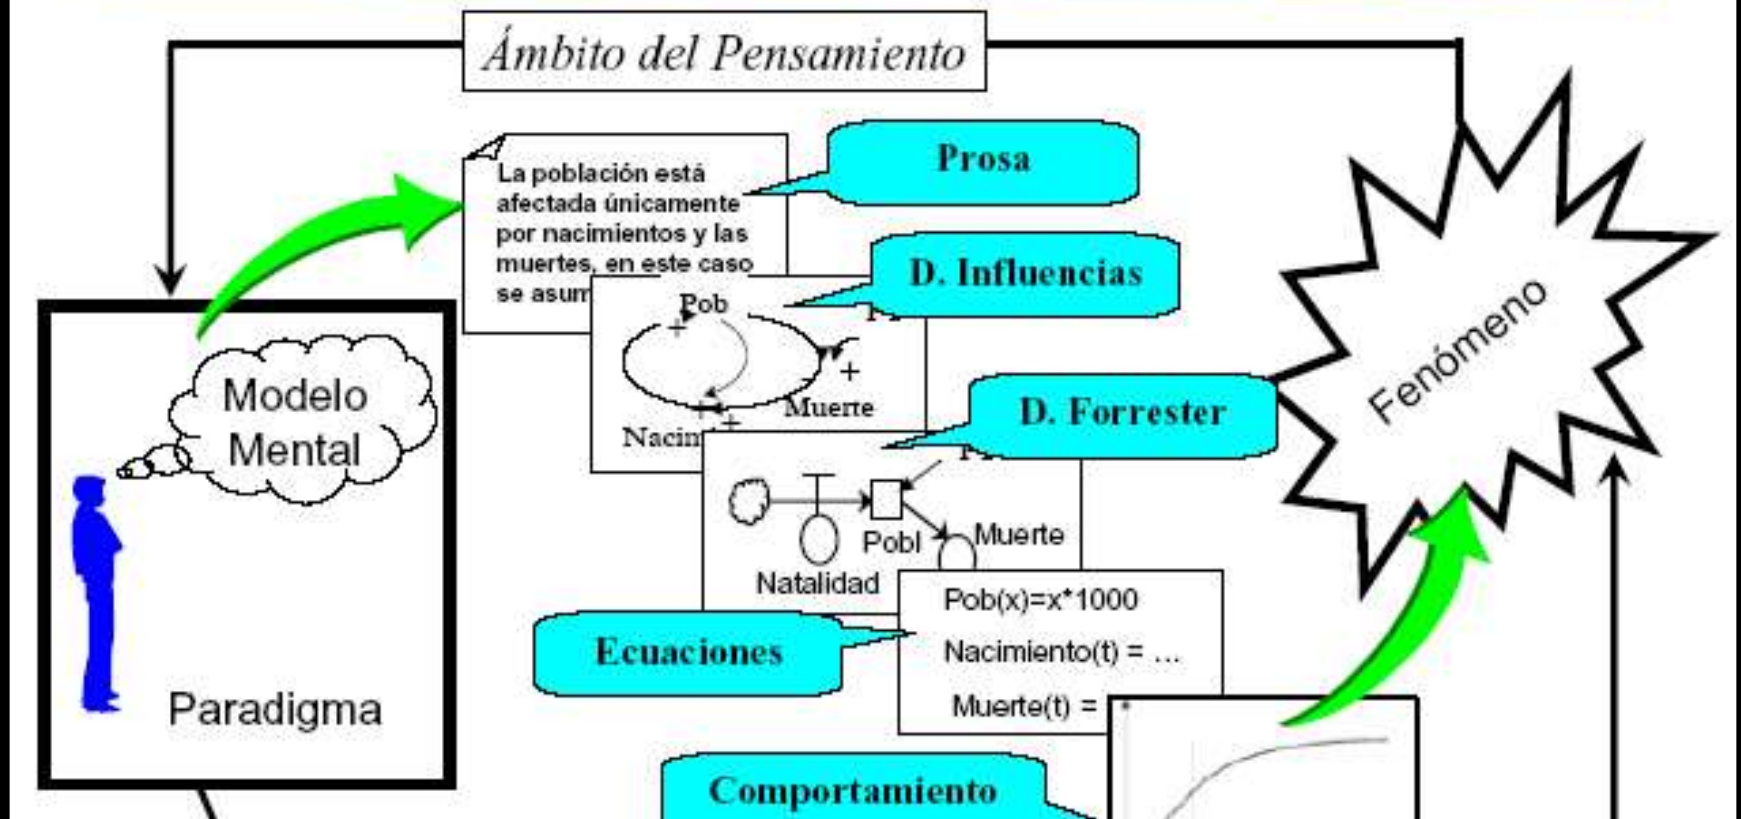 Ámbito del Pensamiento
Prosa
La población está
afectada únicamente
por nacimientos y las
muertes, en este caso
se asum
D. Influencias
Pob
+
+
Muerte
+
Nacim
Fenómeno
Modelo
Mental
D. Forrester
Muerte
Pobl
Natalidad
Pob(x)=x*1000
Ecuaciones
Nacimiento(t) = ...
Muerte(t) =
Paradigma
Comportamiento